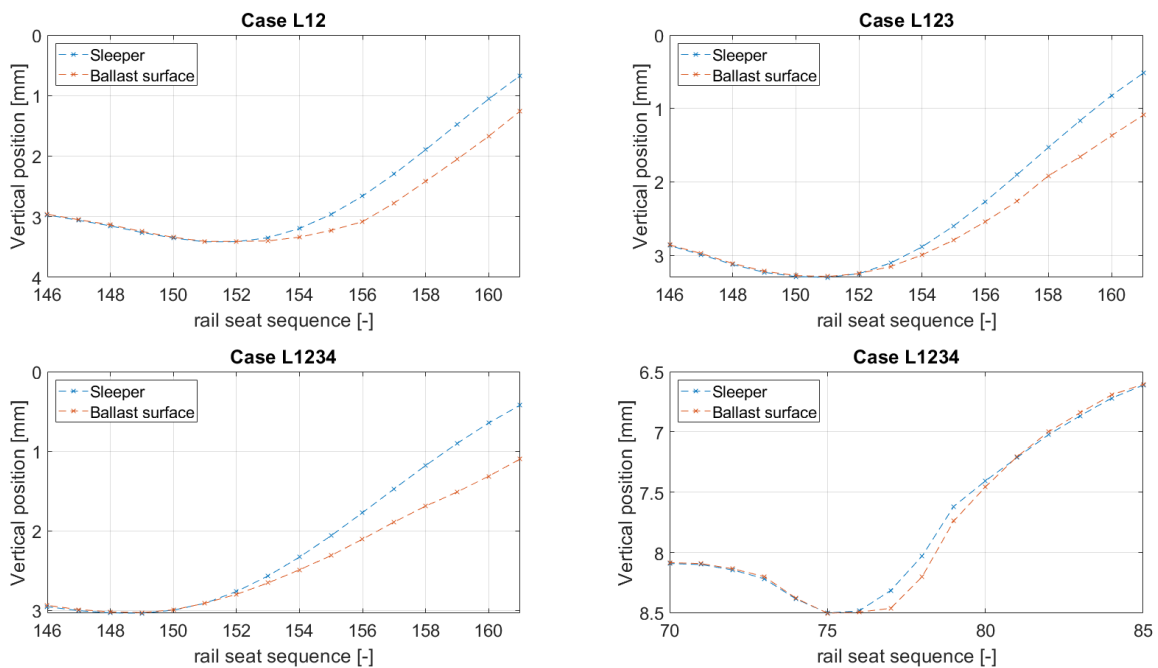 Case L12
0
1
2
3
4
Vertical position [mm]
Sleeper
Ballast surface
146 148 150 152 154 156 158 160
rail seat sequence [-]
Case L123
0
1
2
3
Vertical position [mm]
Sleeper
Ballast surface
146 148 150 152 154 156 158 160
rail seat sequence [-]
Case L1234
0
1
2
3
Vertical position [mm]
Sleeper
Ballast surface
146 148 150 152 154 156 158 160
rail seat sequence [-]
Case L1234
6.5
7
7.5
8
8.5
Vertical position [mm]
Sleeper
Ballast surface
70 75 80 85
rail seat sequence [-]